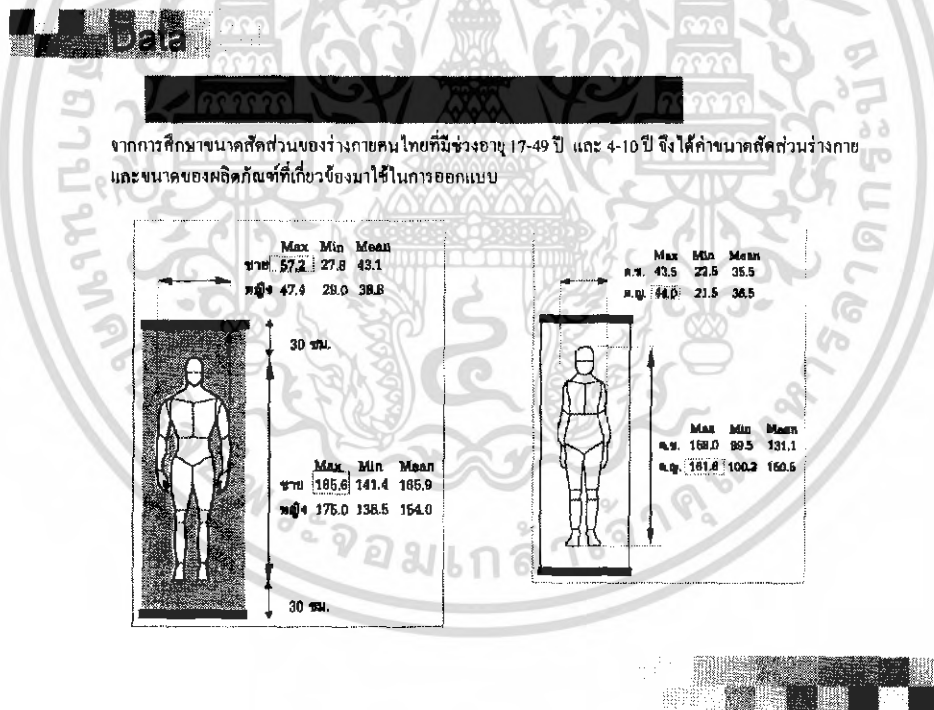 Data
จากการศึกษาขนาดสัดส่วนของร่างกายคนไทยที่มีช่วงอายุ 17-49 ปี และ 4-10 ปี จึงได้ค่าขนาดสัดส่วนร่างกาย
และขนาดของผลิตภัณฑ์ที่เกี่ยวข้องมาใช้ในการออกแบบ
Max Min Mean
ชาย 57.2 27.8 43.1
หญิง 47.4 29.0 38.8
30 ซม.
Max Min Mean
ชาย 185.6 141.4 165.9
หญิง 175.0 138.5 154.0
30 ซม.
Max Min Mean
ด.ช. 43.5 22.5 35.5
ด.ญ. 44.0 21.5 36.5
Max Min Mean
ด.ช. 158.0 99.5 131.1
ด.ญ. 161.6 100.2